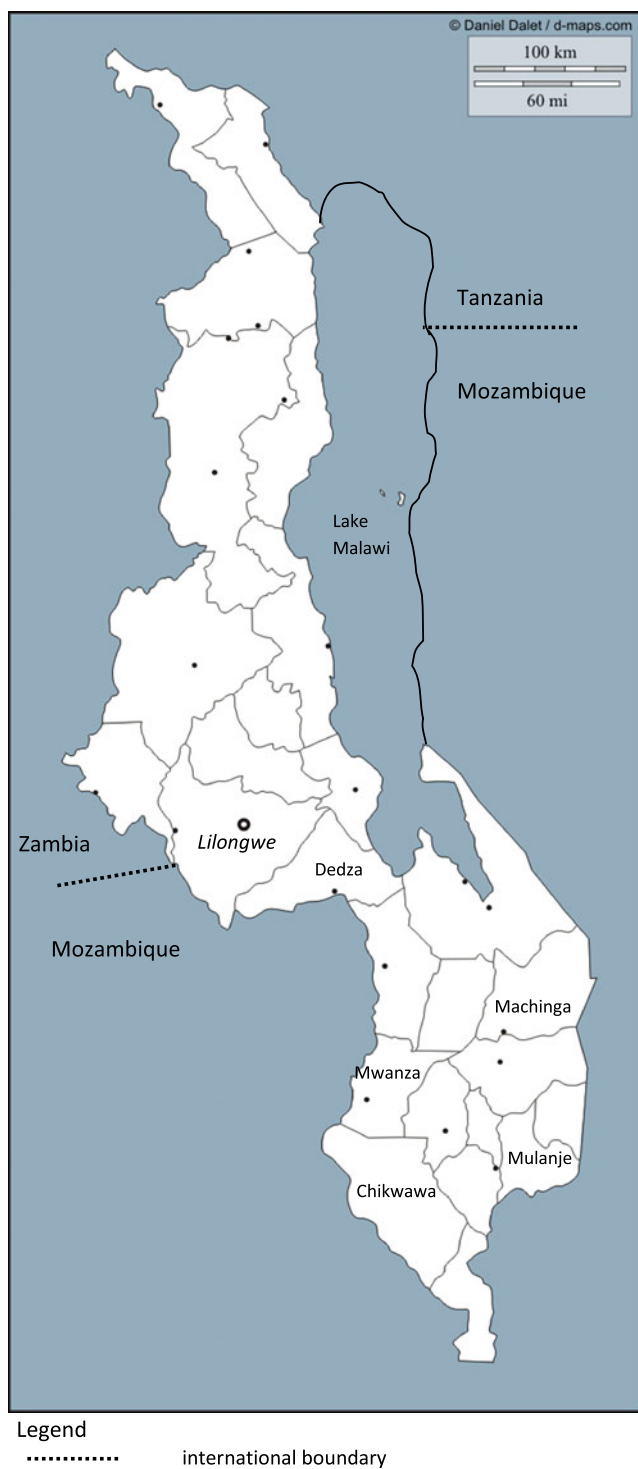 © Daniel Dalet / d-maps.com
100 km
60 mi
Tanzania
Mozambique
Lake
Malawi
Zambia
Lilongwe
Dedza
Mozambique
Machinga
Mwanza
Mulanje
Chikwawa
Legend
international boundary